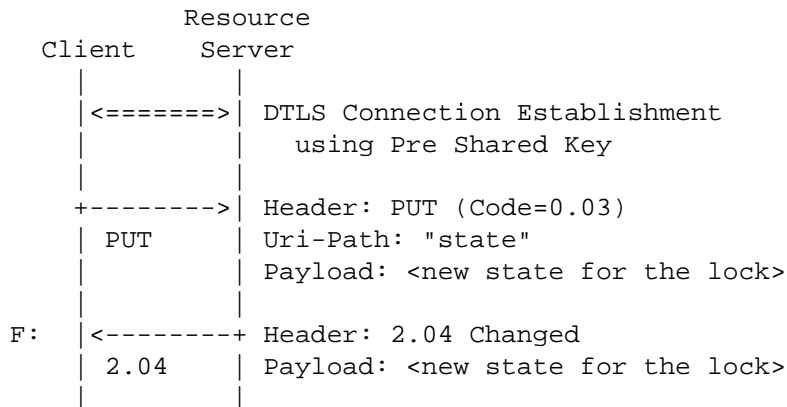 Resource
Client Server
DTLS Connection Establishment
using Pre Shared Key
Header: PUT (Code=0.03)
PUT Uri-Path: "state"
Payload: <new state for the lock>
F: Header: 2.04 Changed
2.04 Payload: <new state for the lock>